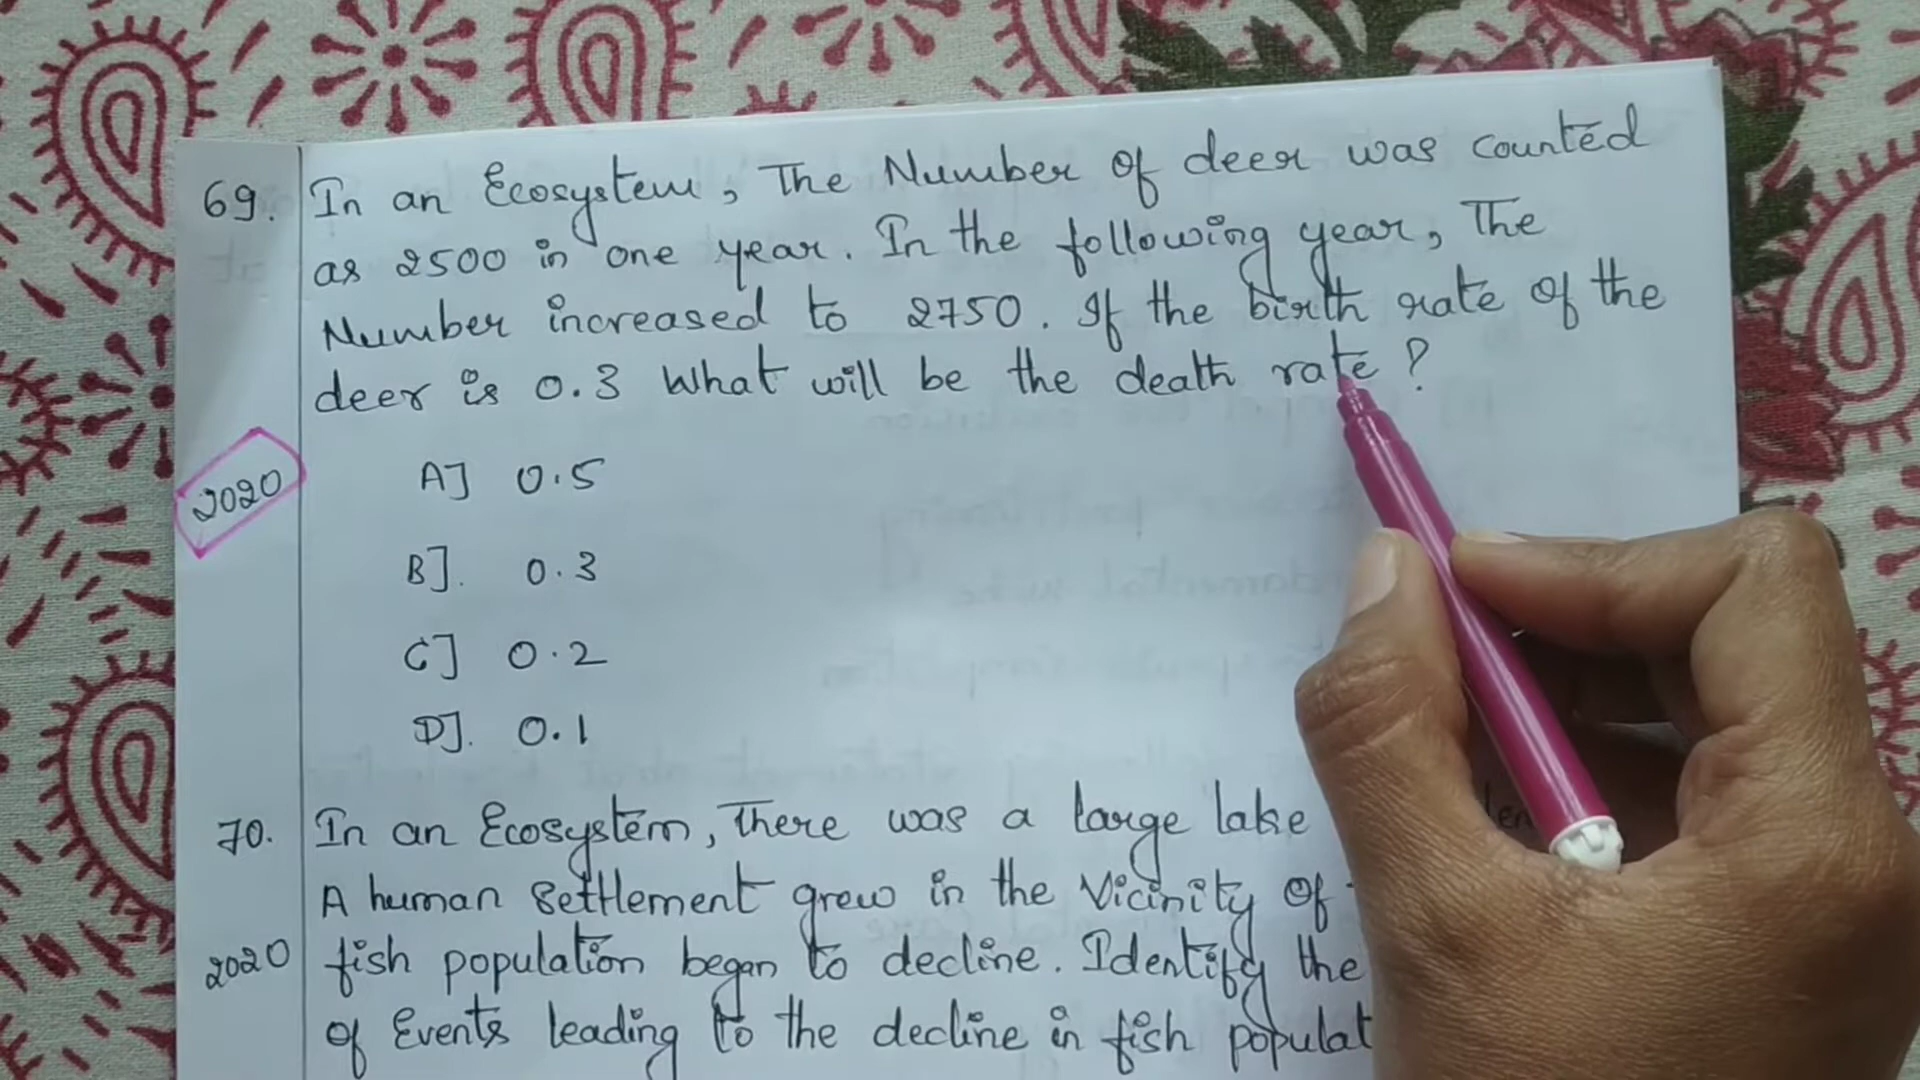 69. In an Ecosystem, The Number of deer was counted
as 2500 in one year. In the following year, The
Number increased to 2750. If the birth rate of the
deer is 0.3 What will be the death rate?
2020
A] 0.5
B]. 0.3
C] 0.2
D]. 0.1
70. In an Ecosystem, There was a large lake
A human Settlement grew in the Vicinity of
2020 fish population began to decline. Identify the
of Events leading to the decline in fish populat